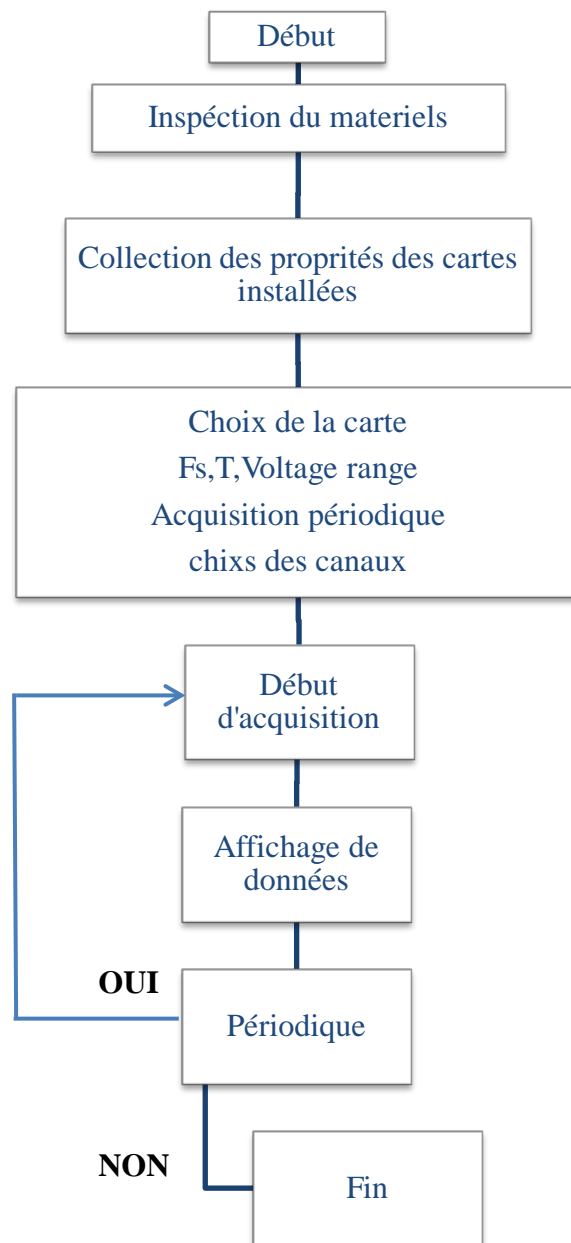 Début
Inspéction du materiels
Collection des proprités des cartes
installées
Choix de la carte
Fs,T,Voltage range
Acquisition périodique
chixs des canaux
Début
d'acquisition
Affichage de
données
OUI
Périodique
NON
Fin